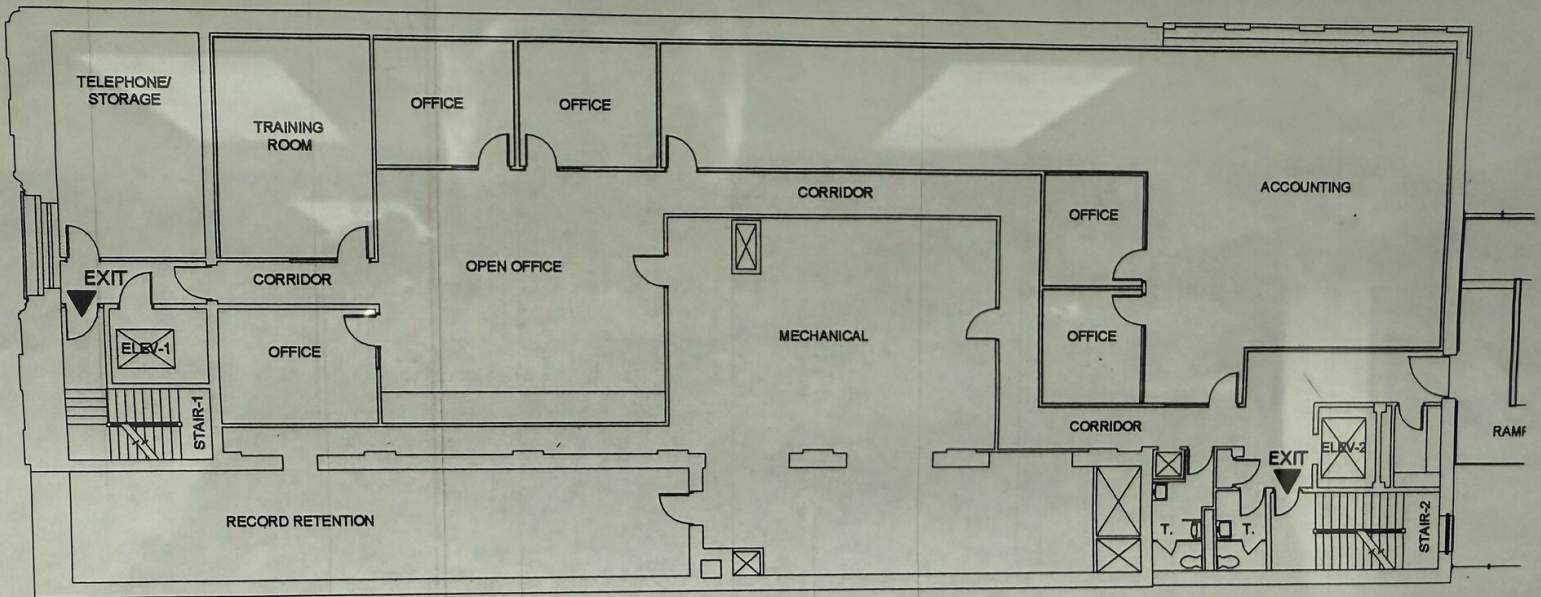 TELEPHONE/
STORAGE
TRAINING
ROOM
OFFICE
OFFICE
CORRIDOR
OFFICE
ACCOUNTING
EXIT
CORRIDOR
OPEN OFFICE
MECHANICAL
OFFICE
ELEV-1
OFFICE
STAIR-1
CORRIDOR
ELEV-2
RAMP
EXIT
RECORD RETENTION
T.
T.
STAIR-2